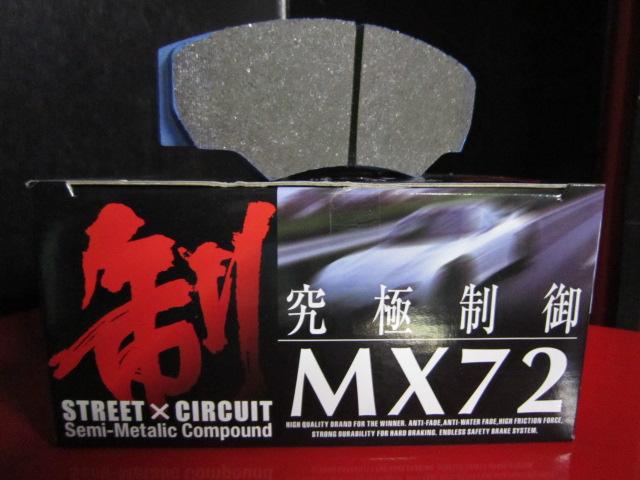 制
STREET×CIRCUIT
Semi-Metalic Compound
究極制御
MX72
HIGH QUALITY BRAND FOR THE WINNER. ANTI-FADE,ANTI-WATER FADE,HIGH FRICTION FORCE,
STRONG DURABILITY FOR HARD BRAKING. ENDLESS SAFETY BRAKE SYSTEM.